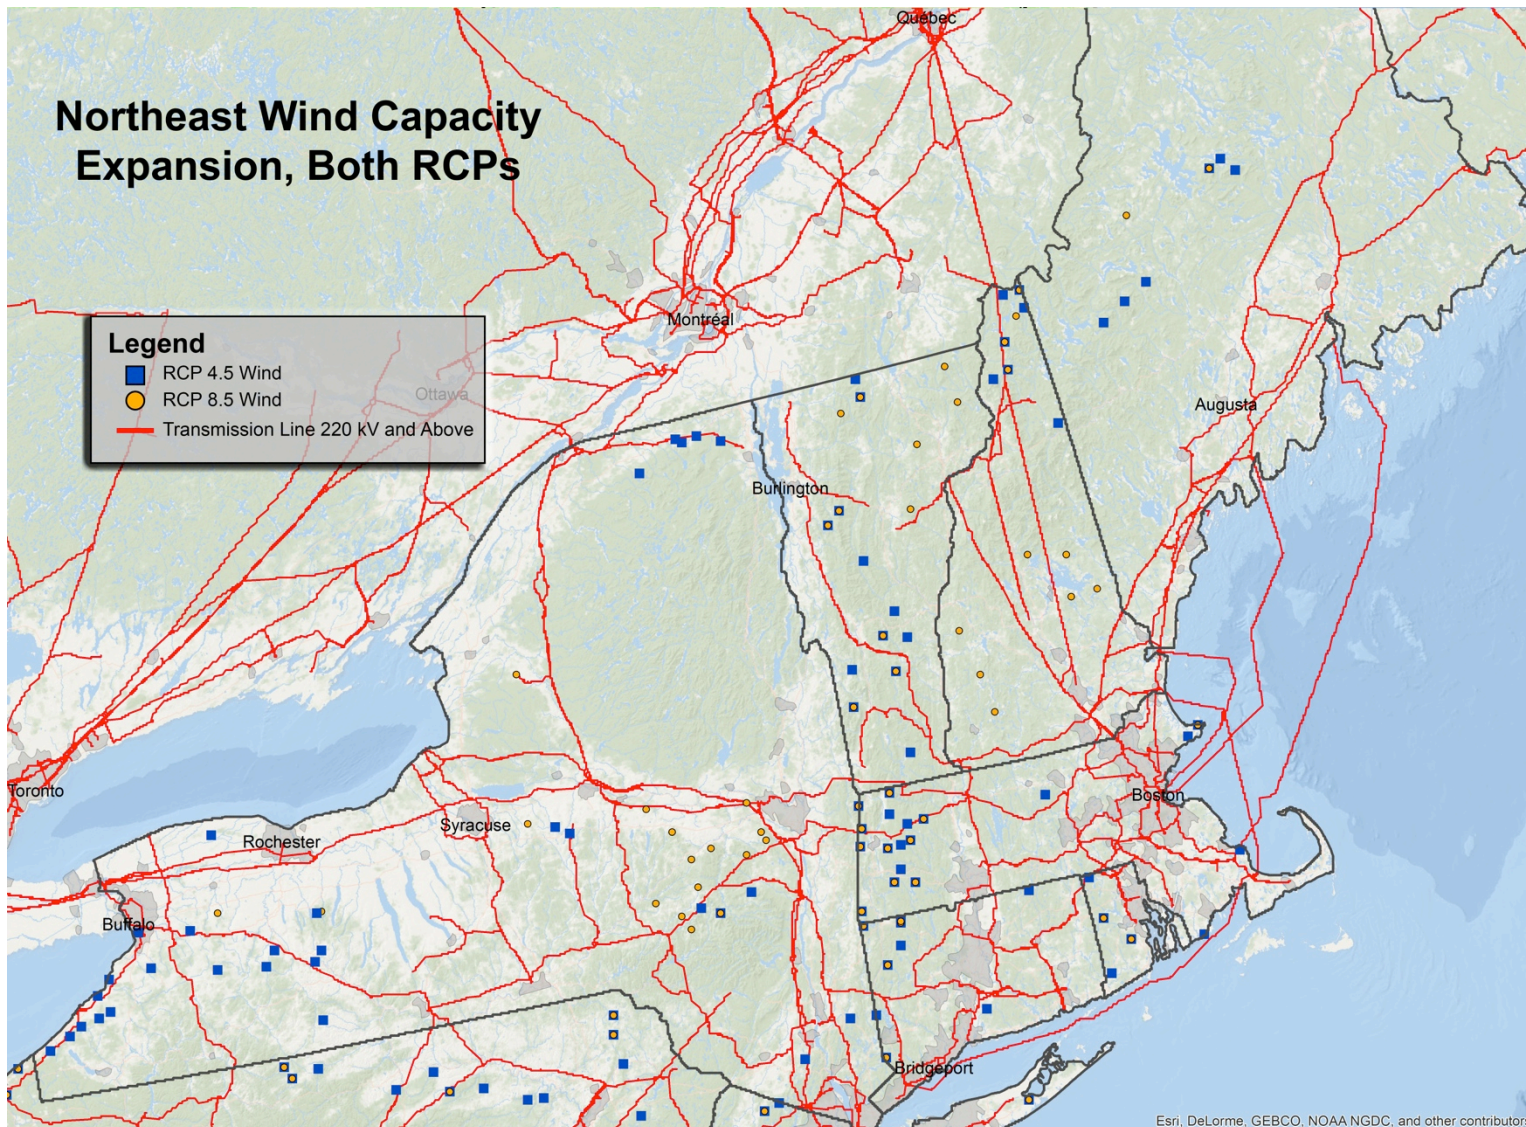 Québec
Northeast Wind Capacity
Expansion, Both RCPs
Montréal
Legend
RCP 4.5 Wind
RCP 8.5 Wind
Transmission Line 220 kV and Above
Ottawa
Augusta
Burlington
Toronto
Syracuse
Rochester
Boston
Buffalo
Bridgeport
Esri, DeLorme, GEBCO, NOAA NGDC, and other contributors